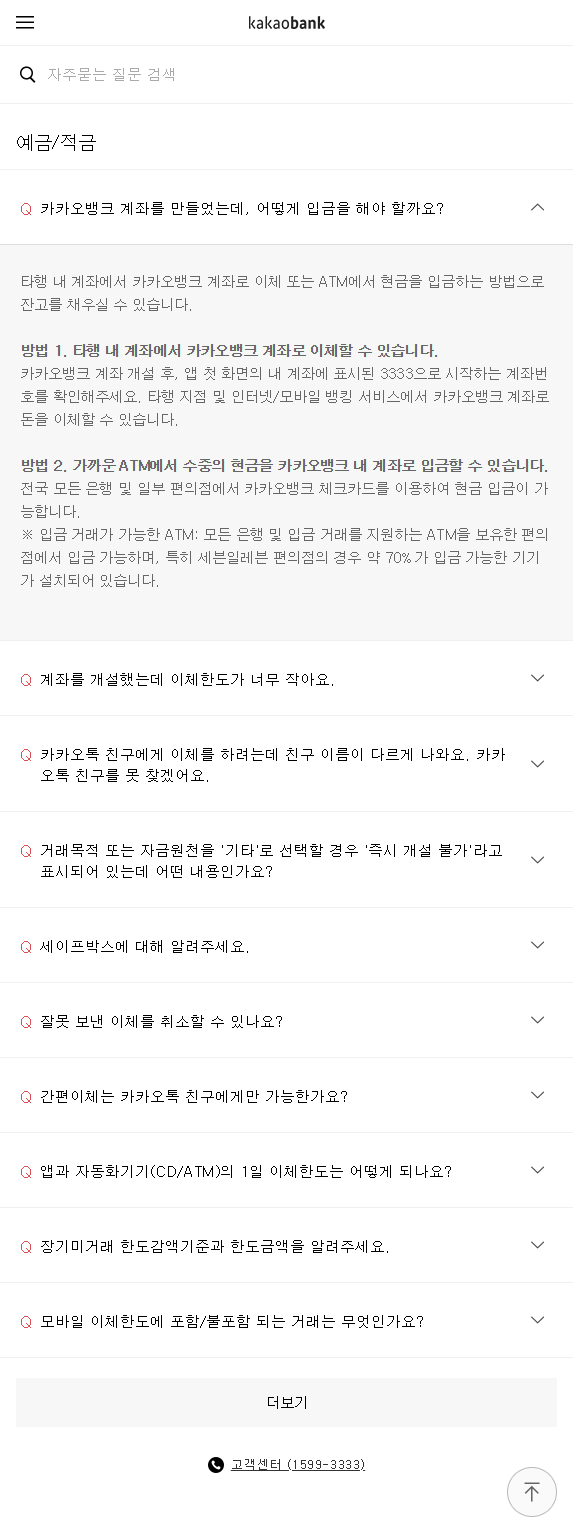 kakaobank
자주묻는 질문 검색
예금/적금
Q 카카오뱅크 계좌를 만들었는데, 어떻게 입금을 해야 할까요?
타행 내 계좌에서 카카오뱅크 계좌로 이체 또는 ATM에서 현금을 입금하는 방법으로
잔고를 채우실 수 있습니다.
방법 1. 타행 내 계좌에서 카카오뱅크 계좌로 이체할 수 있습니다.
카카오뱅크 계좌 개설 후, 앱 첫 화면의 내 계좌에 표시된 3333으로 시작하는 계좌번
호를 확인해주세요. 타행 지점 및 인터넷/모바일 뱅킹 서비스에서 카카오뱅크 계좌로
돈을 이체할 수 있습니다.
방법 2. 가까운 ATM에서 수중의 현금을 카카오뱅크 내 계좌로 입금할 수 있습니다.
전국 모든 은행 및 일부 편의점에서 카카오뱅크 체크카드를 이용하여 현금 입금이 가
능합니다.
※ 입금 거래가 가능한 ATM: 모든 은행 및 입금 거래를 지원하는 ATM을 보유한 편의
점에서 입금 가능하며, 특히 세븐일레븐 편의점의 경우 약 70%가 입금 가능한 기기
가 설치되어 있습니다.
Q 계좌를 개설했는데 이체한도가 너무 작아요.
Q 카카오톡 친구에게 이체를 하려는데 친구 이름이 다르게 나와요. 카카
오톡 친구를 못 찾겠어요.
Q 거래목적 또는 자금원천을 '기타'로 선택할 경우 '즉시 개설 불가'라고
표시되어 있는데 어떤 내용인가요?
Q 세이프박스에 대해 알려주세요.
Q 잘못 보낸 이체를 취소할 수 있나요?
Q 간편이체는 카카오톡 친구에게만 가능한가요?
Q 앱과 자동화기기(CD/ATM)의 1일 이체한도는 어떻게 되나요?
Q 장기미거래 한도감액기준과 한도금액을 알려주세요.
Q 모바일 이체한도에 포함/불포함 되는 거래는 무엇인가요?
더보기
고객센터 (1599-3333)